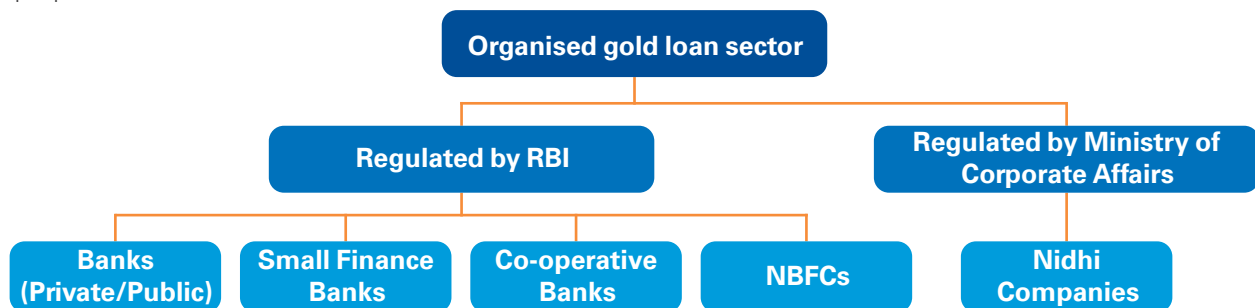 Organised gold loan sector
Regulated by RBI
Regulated by Ministry of
Corporate Affairs
Banks
(Private/Public)
Small Finance
Banks
Co-operative
Banks
NBFCs
Nidhi
Companies